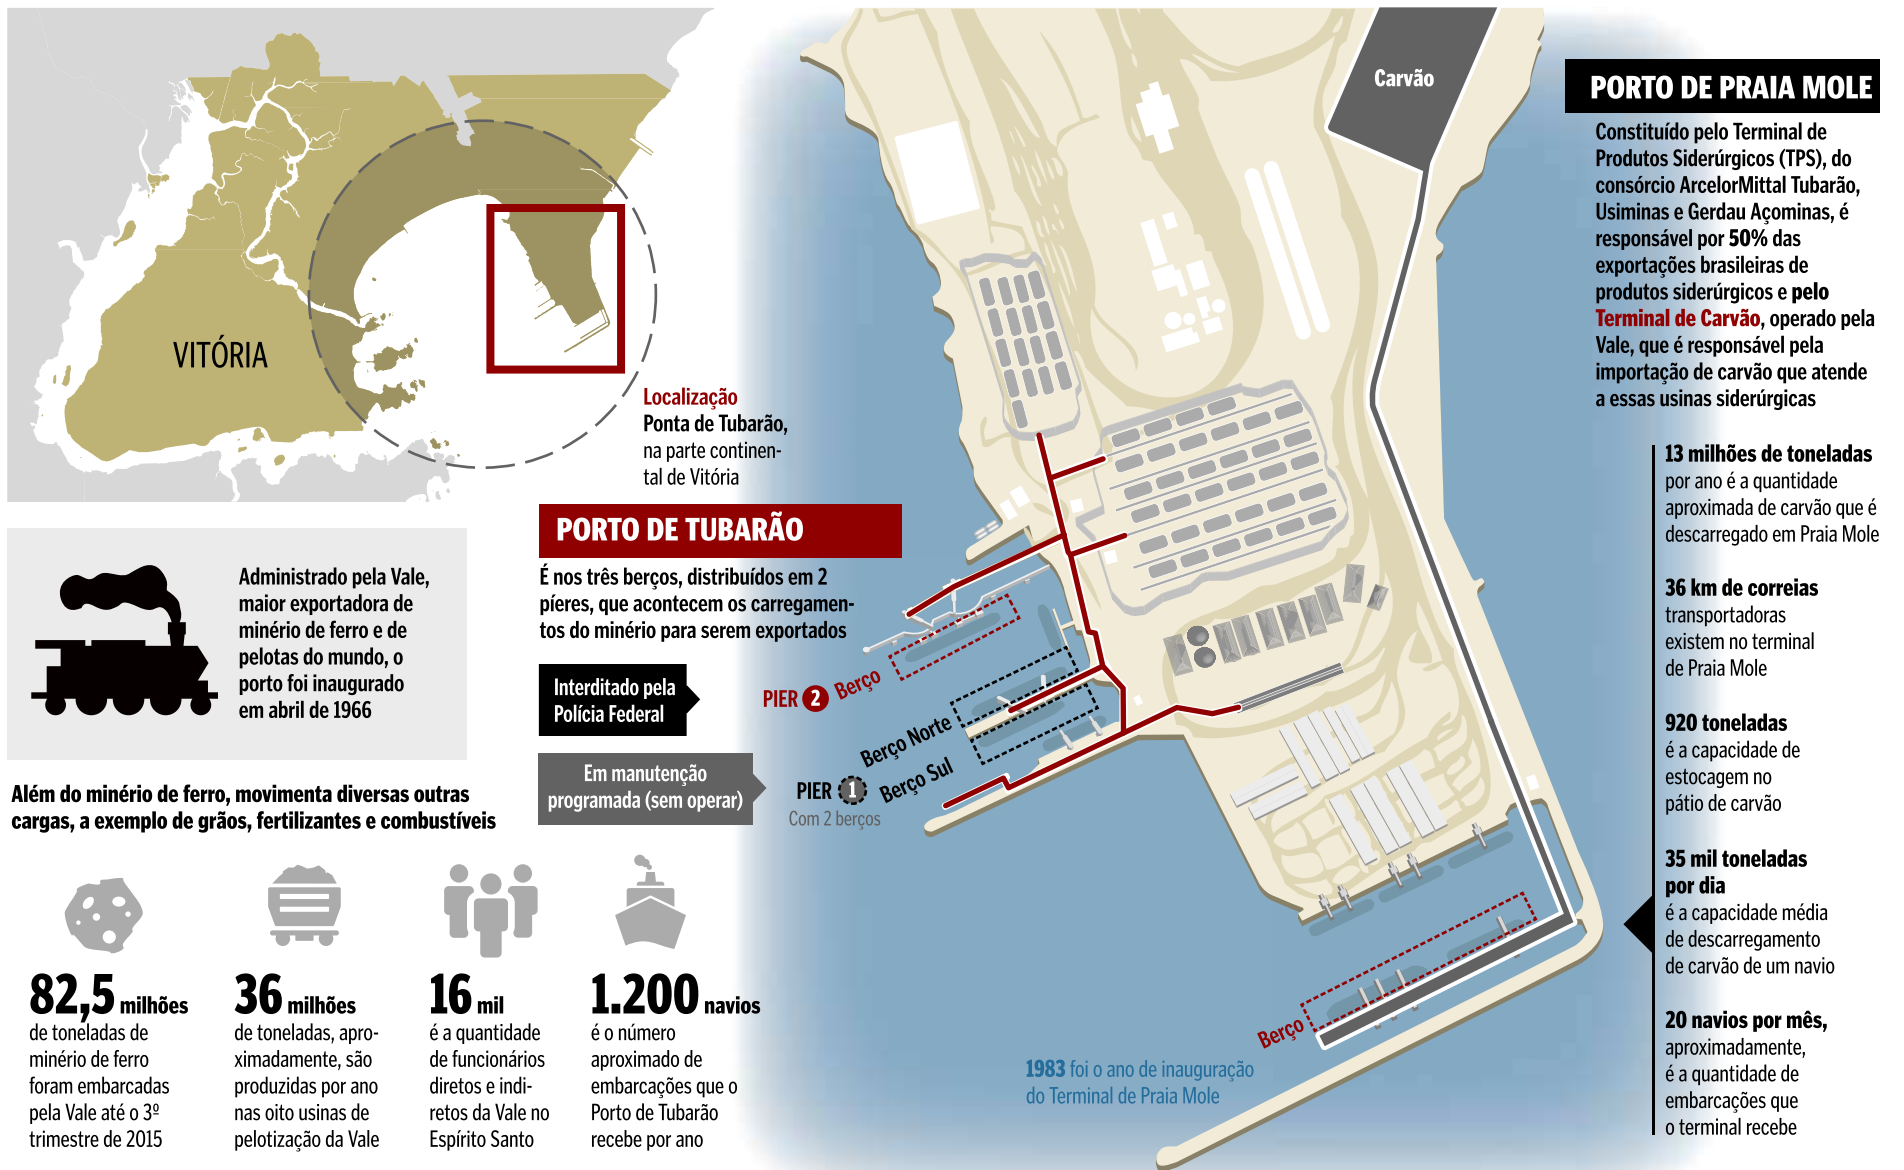 VITÓRIA
Localização
Ponta de Tubarão,
na parte continen-
tal de Vitória
Administrado pela Vale,
maior exportadora de
minério de ferro e de
pelotas do mundo, o
porto foi inaugurado
em abril de 1966
Além do minério de ferro, movimenta diversas outras
cargas, a exemplo de grãos, fertilizantes e combustíveis
82,5 milhões
de toneladas de
minério de ferro
foram embarcadas
pela Vale até o 3º
trimestre de 2015
36 milhões
de toneladas, apro-
ximadamente, são
produzidas por ano
nas oito usinas de
pelotização da Vale
16 mil
é a quantidade
de funcionários
diretos e indi-
retos da Vale no
Espírito Santo
1.200 navios
é o número
aproximado de
embarcações que o
Porto de Tubarão
recebe por ano
PORTO DE TUBARÃO
É nos três berços, distribuídos em 2
píeres, que acontecem os carregamen-
tos do minério para serem exportados
Interditado pela
Polícia Federal
Em manutenção
programada (sem operar)
PIER 2 Berço
Berço Norte
Berço Sul
PIER 1
Com 2 berços
Carvão
Berço
1983 foi o ano de inauguração
do Terminal de Praia Mole
PORTO DE PRAIA MOLE
Constituído pelo Terminal de
Produtos Siderúrgicos (TPS), do
consórcio ArcelorMittal Tubarão,
Usiminas e Gerdau Açominas, é
responsável por 50% das
exportações brasileiras de
produtos siderúrgicos e pelo
Terminal de Carvão, operado pela
Vale, que é responsável pela
importação de carvão que atende
a essas usinas siderúrgicas
13 milhões de toneladas
por ano é a quantidade
aproximada de carvão que é
descarregado em Praia Mole
36 km de correias
transportadoras
existem no terminal
de Praia Mole
920 toneladas
é a capacidade de
estocagem no
pátio de carvão
35 mil toneladas
por dia
é a capacidade média
de descarregamento
de carvão de um navio
20 navios por mês,
aproximadamente,
é a quantidade de
embarcações que
o terminal recebe